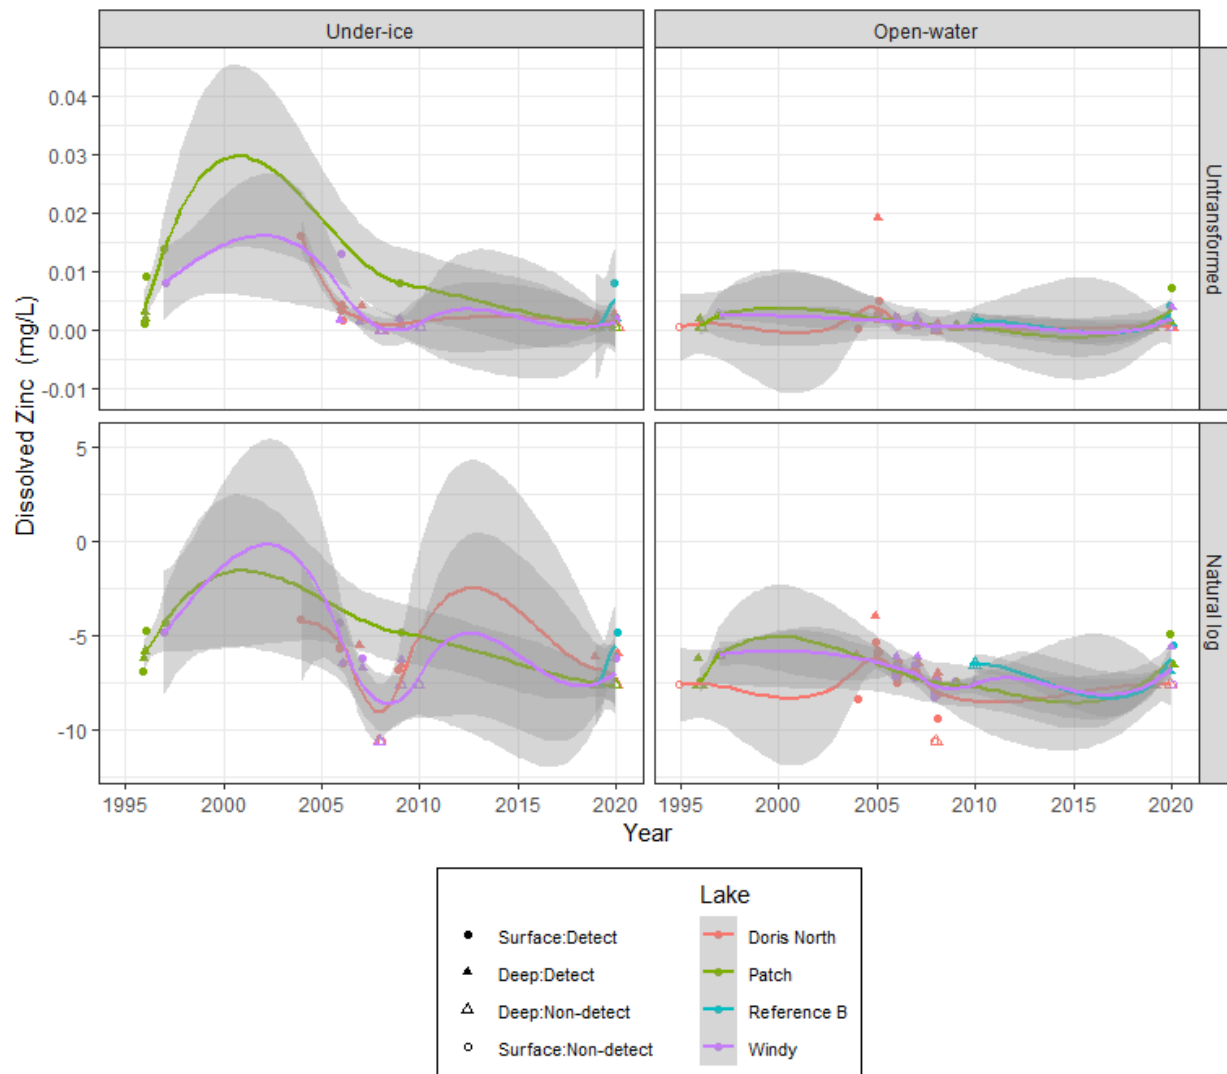 Under-ice
Open-water
0.04
0.03
0.02
0.01
0.00
-0.01
Untransformed
5
0
-5
-10
Natural log
Dissolved Zinc (mg/L)
1995 2000 2005 2010 2015 2020
1995 2000 2005 2010 2015 2020
Year
Surface:Detect
Deep:Detect
Deep:Non-detect
Surface:Non-detect
Lake
Doris North
Patch
Reference B
Windy